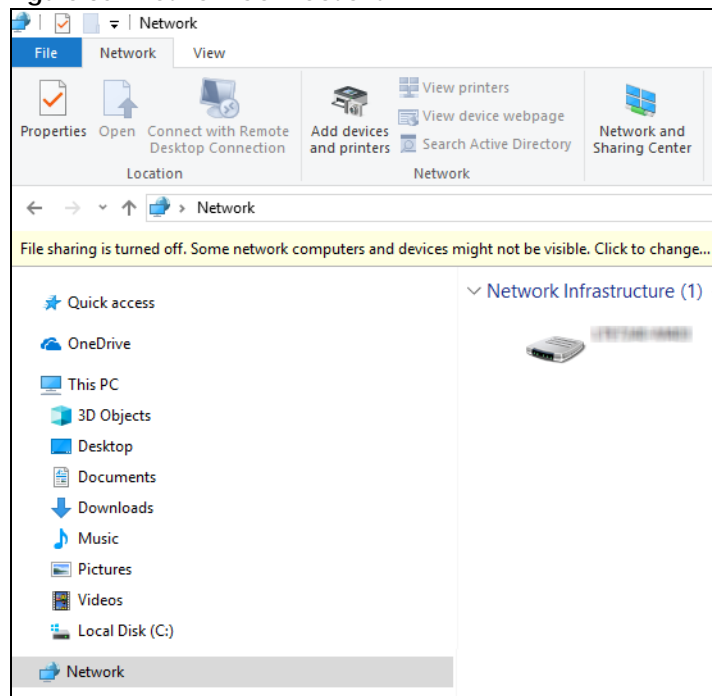 Network
File Network View
Properties Open Connect with Remote Desktop Connection Add devices and printers View printers
View device webpage
Search Active Directory
Network and Sharing Center
Location Network
Network
File sharing is turned off. Some network computers and devices might not be visible. Click to change...
Quick access
OneDrive
This PC
3D Objects
Desktop
Documents
Downloads
Music
Pictures
Videos
Local Disk (C:)
Network
Network Infrastructure (1)